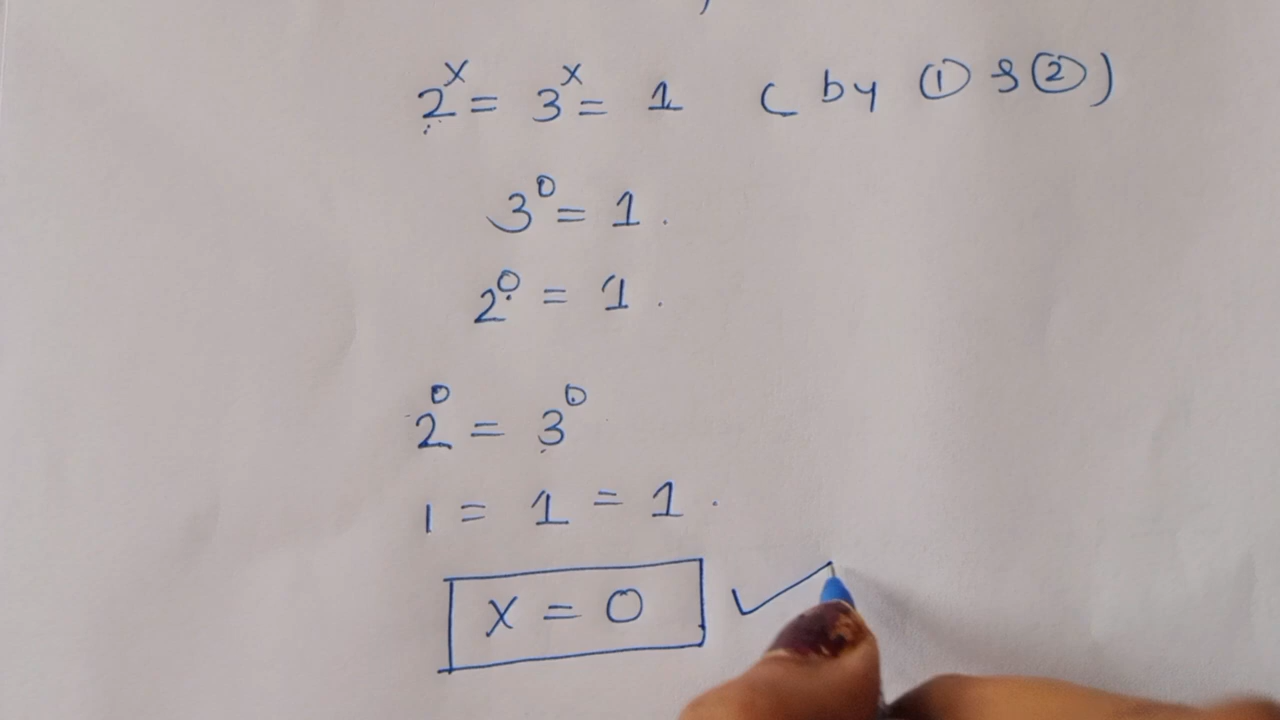 2^x = 3^x = 1 ( by ① & ② )
3^0 = 1 .
2^0 = 1 .
2^0 = 3^0
1 = 1 = 1 .
x = 0 ✓